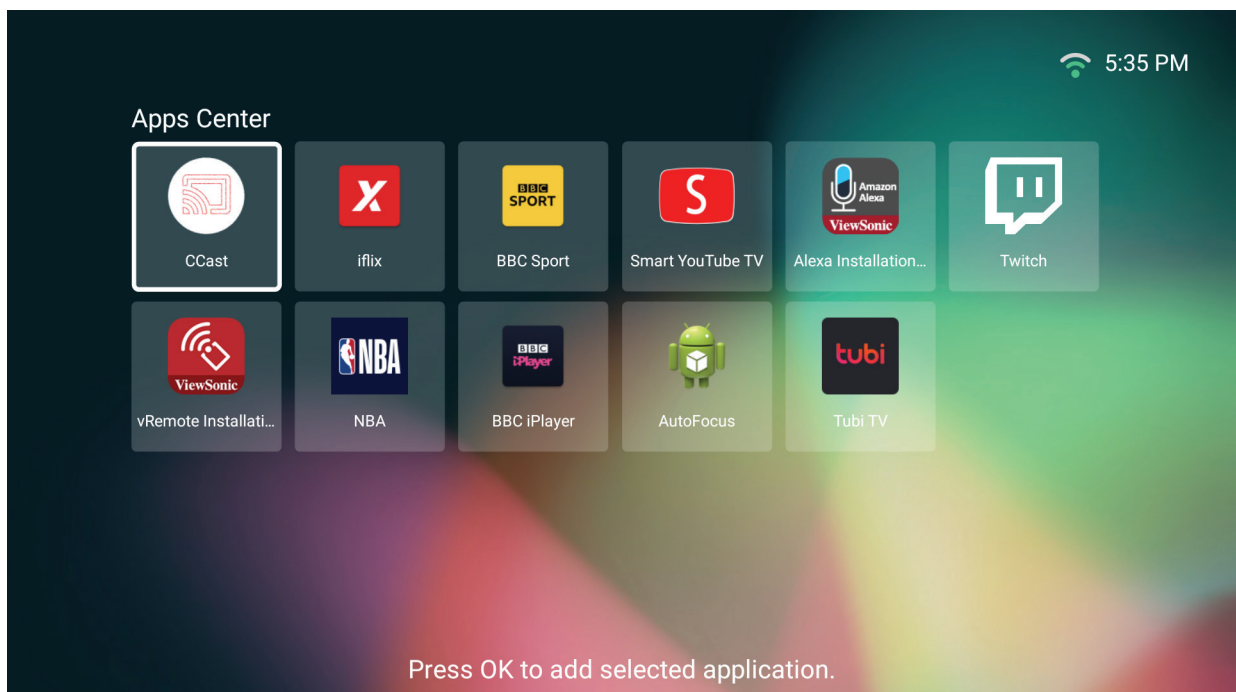 5:35 PM
Apps Center
X
BBC
SPORT
S
Amazon
Alexa
ViewSonic
CCast
iflix
BBC Sport
Smart YouTube TV
Alexa Installation...
Twitch
ViewSonic
NBA
BBC
iPlayer
tubi
vRemote Installati...
NBA
BBC iPlayer
AutoFocus
Tubi TV
Press OK to add selected application.